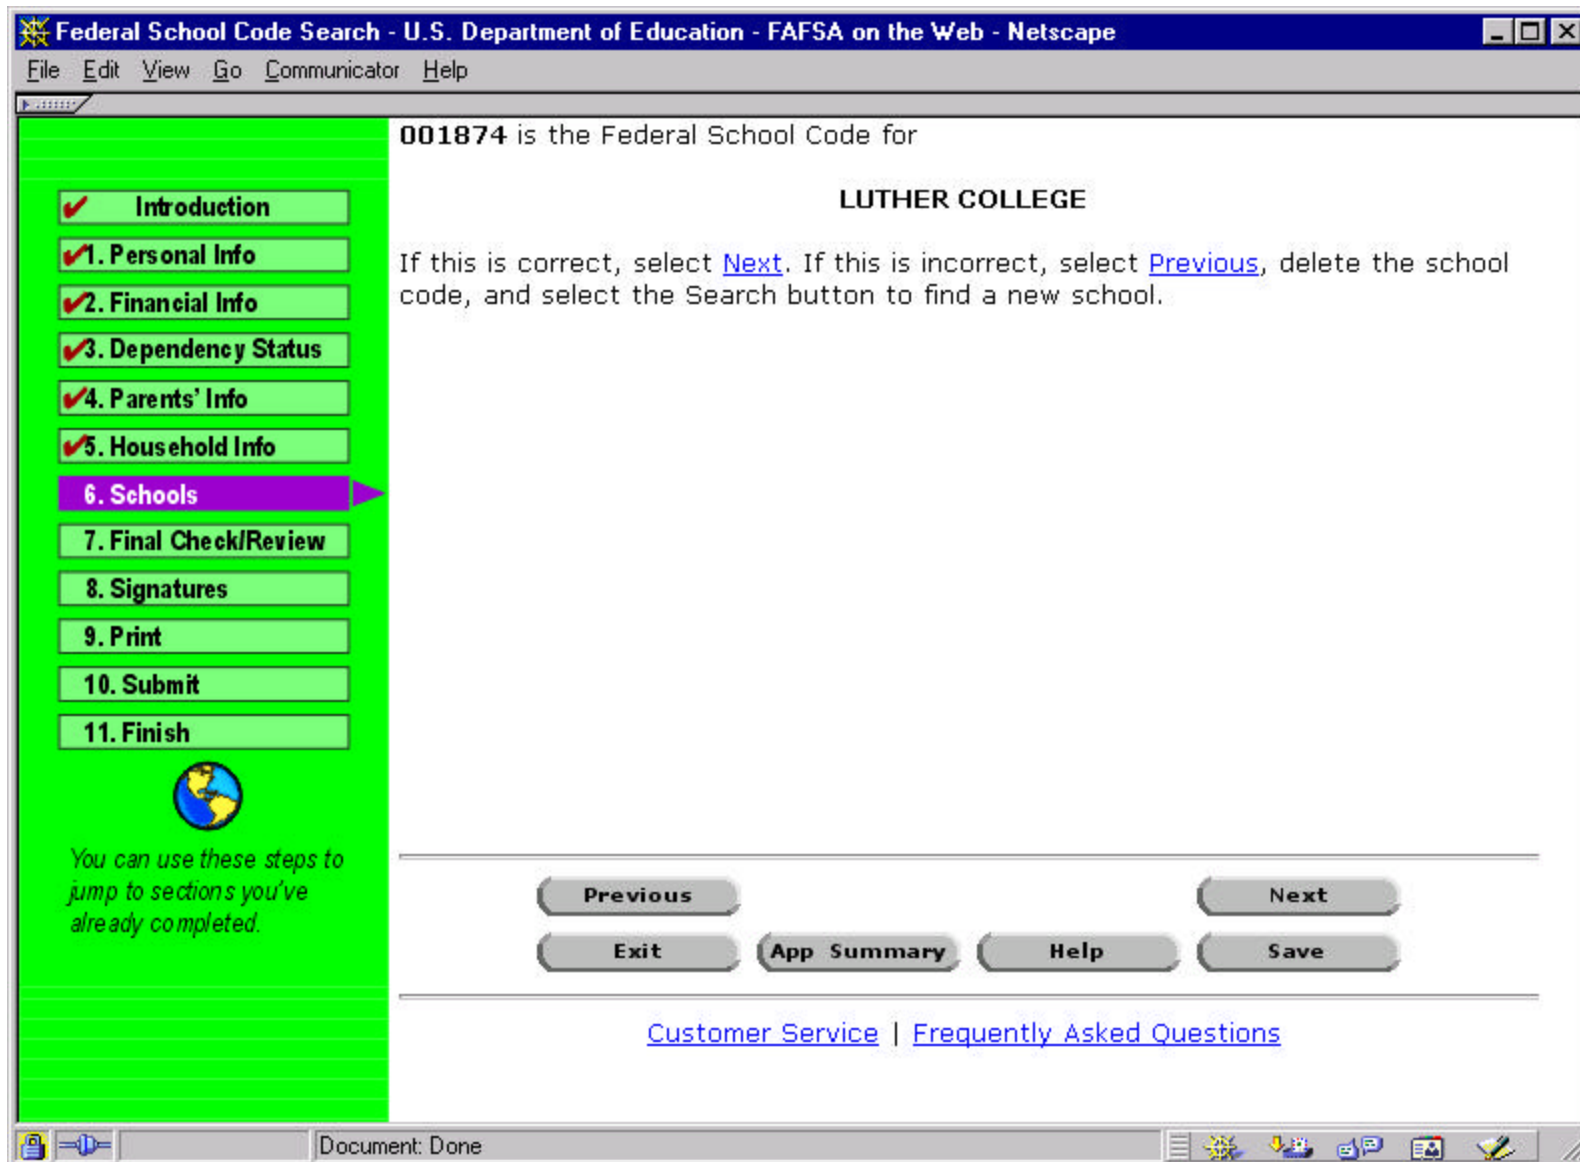 Federal School Code Search - U.S. Department of Education - FAFSA on the Web - Netscape
File Edit View Go Communicator Help
001874 is the Federal School Code for
LUTHER COLLEGE
If this is correct, select Next. If this is incorrect, select Previous, delete the school
code, and select the Search button to find a new school.
Introduction
1. Personal Info
2. Financial Info
3. Dependency Status
4. Parents' Info
5. Household Info
6. Schools
7. Final Check/Review
8. Signatures
9. Print
10. Submit
11. Finish
You can use these steps to
jump to sections you've
already completed.
Previous Next
Exit App Summary Help Save
Customer Service | Frequently Asked Questions
Document: Done